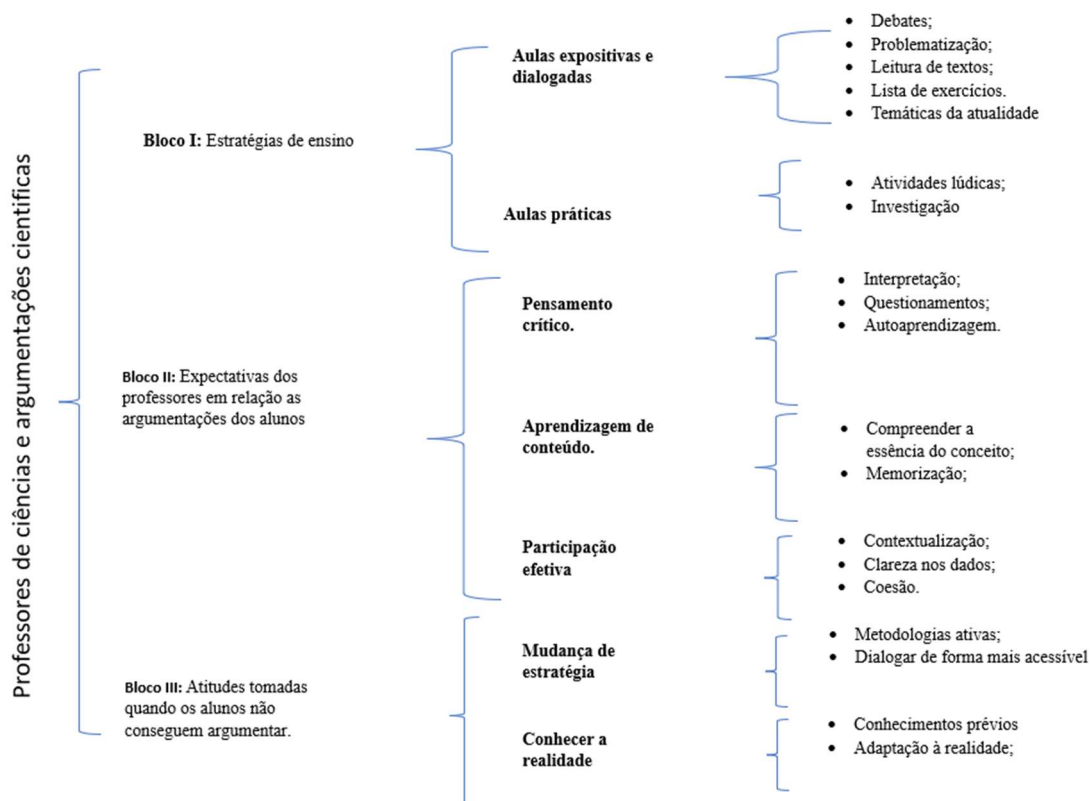 Professores de ciências e argumentações cientificas
Bloco I: Estratégias de ensino
Aulas expositivas e
dialogadas
• Debates;
• Problematização;
• Leitura de textos;
• Lista de exercícios.
• Temáticas da atualidade
Aulas práticas
• Atividades lúdicas;
• Investigação
Bloco II: Expectativas dos
professores em relação as
argumentações dos alunos
Pensamento
crítico.
• Interpretação;
• Questionamentos;
• Autoaprendizagem.
Aprendizagem de
conteúdo.
• Compreender a
essência do conceito;
• Memorização;
Participação
efetiva
• Contextualização;
• Clareza nos dados;
• Coesão.
Bloco III: Atitudes tomadas
quando os alunos não
conseguem argumentar.
Mudança de
estratégia
• Metodologias ativas;
• Dialogar de forma mais acessível
Conhecer a
realidade
• Conhecimentos prévios
• Adaptação à realidade;